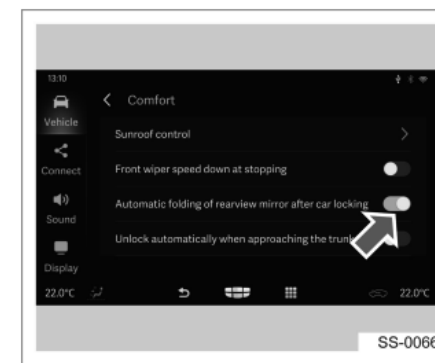 13:10
Vehicle
Comfort
Sunroof control
Connect
Front wiper speed down at stopping
Automatic folding of rearview mirror after car locking
Sound
Unlock automatically when approaching the trunk
Display
22.0°C
22.0°C
SS-0066